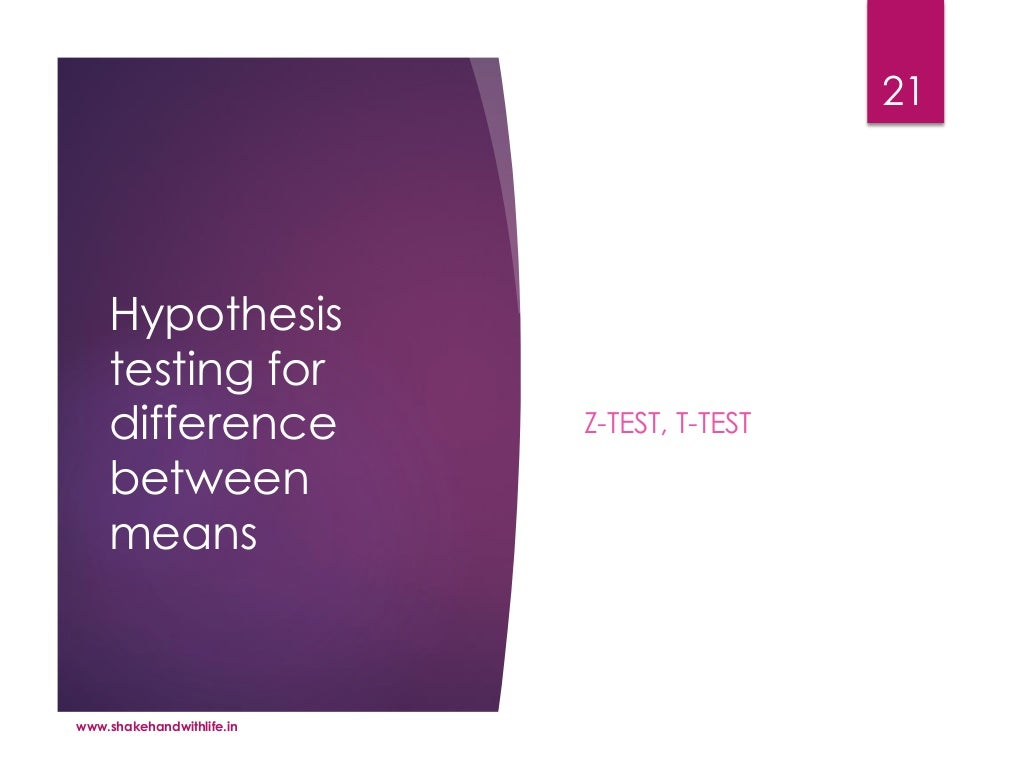 21
Hypothesis
testing for
difference
between
means
Z-TEST, T-TEST
www.shakehandwithlife.in